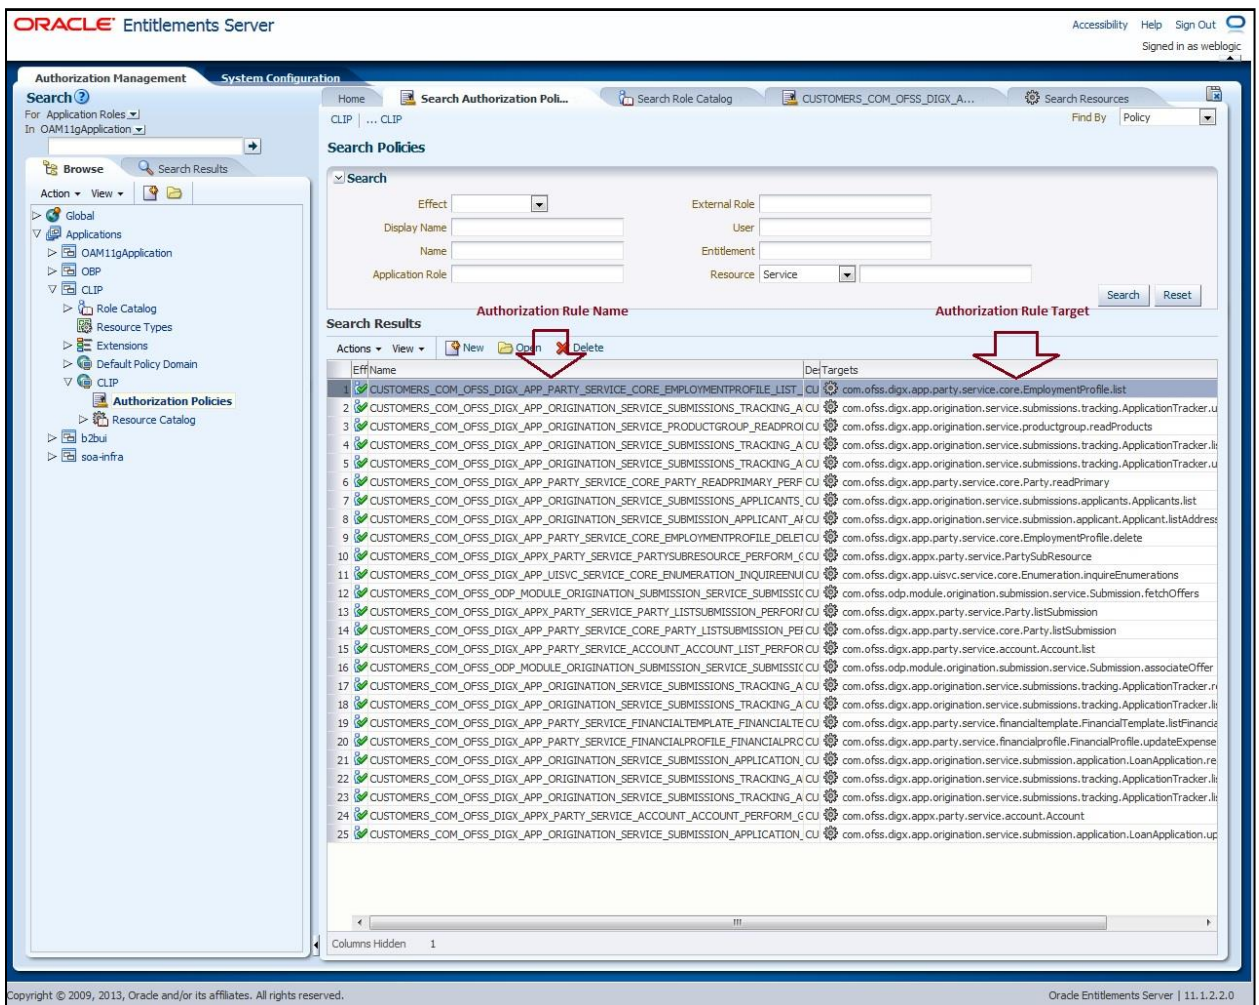 ORACLE Entitlements Server
Accessibility Help Sign Out
Signed in as weblogic
Authorization Management System Configuration
Search
For Application Roles
In OAM11gApplication
Browse Search Results
Action View
Global
Applications
OAM11gApplication
OBP
CLIP
Role Catalog
Resource Types
Extensions
Default Policy Domain
CLIP
Authorization Policies
Resource Catalog
b2bui
soa-infra
Home Search Authorization Poli... Search Role Catalog CUSTOMERS_COM_OFSS_DIGX_A... Search Resources
CLIP | ... CLIP Find By Policy
Search Policies
Search
Effect External Role
Display Name User
Name Entitlement
Application Role Resource Service
Search Reset
Authorization Rule Name Authorization Rule Target
Search Results
Actions View New Open Delete
Eff Name De Targets
1 CUSTOMERS_COM_OFSS_DIGX_APP_PARTY_SERVICE_CORE_EMPLOYMENTPROFILE_LIST_ CU com.ofss.digx.app.party.service.core.EmploymentProfile.list
2 CUSTOMERS_COM_OFSS_DIGX_APP_ORIGINATION_SERVICE_SUBMISSIONS_TRACKING_A CU com.ofss.digx.app.origination.service.submissions.tracking.ApplicationTracker.u
3 CUSTOMERS_COM_OFSS_DIGX_APP_ORIGINATION_SERVICE_PRODUCTGROUP_READPRO CU com.ofss.digx.app.origination.service.productgroup.readProducts
4 CUSTOMERS_COM_OFSS_DIGX_APP_ORIGINATION_SERVICE_SUBMISSIONS_TRACKING_A CU com.ofss.digx.app.origination.service.submissions.tracking.ApplicationTracker.li
5 CUSTOMERS_COM_OFSS_DIGX_APP_ORIGINATION_SERVICE_SUBMISSIONS_TRACKING_A CU com.ofss.digx.app.origination.service.submissions.tracking.ApplicationTracker.u
6 CUSTOMERS_COM_OFSS_DIGX_APP_PARTY_SERVICE_CORE_PARTY_READPRIMARY_PERF CU com.ofss.digx.app.party.service.core.Party.readPrimary
7 CUSTOMERS_COM_OFSS_DIGX_APP_ORIGINATION_SERVICE_SUBMISSIONS_APPLICANTS_ CU com.ofss.digx.app.origination.service.submissions.applicants.Applicants.list
8 CUSTOMERS_COM_OFSS_DIGX_APP_ORIGINATION_SERVICE_SUBMISSION_APPLICANT_AF CU com.ofss.digx.app.origination.service.submission.applicant.Applicant.listAddress
9 CUSTOMERS_COM_OFSS_DIGX_APP_PARTY_SERVICE_CORE_EMPLOYMENTPROFILE_DELET CU com.ofss.digx.app.party.service.core.EmploymentProfile.delete
10 CUSTOMERS_COM_OFSS_DIGX_APPX_PARTY_SERVICE_PARTYSUBRESOURCE_PERFORM_G CU com.ofss.digx.appx.party.service.PartySubResource
11 CUSTOMERS_COM_OFSS_DIGX_APP_UISVC_SERVICE_CORE_ENUMERATION_INQUIREENU CU com.ofss.digx.app.uisvc.service.core.Enumeration.inquireEnumerations
12 CUSTOMERS_COM_OFSS_ODP_MODULE_ORIGINATION_SUBMISSION_SERVICE_SUBMISSIO CU com.ofss.odp.module.origination.submission.service.Submission.fetchOffers
13 CUSTOMERS_COM_OFSS_DIGX_APPX_PARTY_SERVICE_PARTY_LISTSUBMISSION_PERFOR CU com.ofss.digx.appx.party.service.Party.listSubmission
14 CUSTOMERS_COM_OFSS_DIGX_APP_PARTY_SERVICE_CORE_PARTY_LISTSUBMISSION_PEF CU com.ofss.digx.app.party.service.core.Party.listSubmission
15 CUSTOMERS_COM_OFSS_DIGX_APP_PARTY_SERVICE_ACCOUNT_ACCOUNT_LIST_PERFOR CU com.ofss.digx.app.party.service.account.Account.list
16 CUSTOMERS_COM_OFSS_ODP_MODULE_ORIGINATION_SUBMISSION_SERVICE_SUBMISSIO CU com.ofss.odp.module.origination.submission.service.Submission.associateOffer
17 CUSTOMERS_COM_OFSS_DIGX_APP_ORIGINATION_SERVICE_SUBMISSIONS_TRACKING_A CU com.ofss.digx.app.origination.service.submissions.tracking.ApplicationTracker.re
18 CUSTOMERS_COM_OFSS_DIGX_APP_ORIGINATION_SERVICE_SUBMISSIONS_TRACKING_A CU com.ofss.digx.app.origination.service.submissions.tracking.ApplicationTracker.li
19 CUSTOMERS_COM_OFSS_DIGX_APP_PARTY_SERVICE_FINANCIALTEMPLATE_FINANCIALTE CU com.ofss.digx.app.party.service.financialtemplate.FinancialTemplate.listFinancia
20 CUSTOMERS_COM_OFSS_DIGX_APP_PARTY_SERVICE_FINANCIALPROFILE_FINANCIALPRC CU com.ofss.digx.app.party.service.financialprofile.FinancialProfile.updateExpense
21 CUSTOMERS_COM_OFSS_DIGX_APP_ORIGINATION_SERVICE_SUBMISSION_APPLICATION_ CU com.ofss.digx.app.origination.service.submission.application.LoanApplication.re
22 CUSTOMERS_COM_OFSS_DIGX_APP_ORIGINATION_SERVICE_SUBMISSIONS_TRACKING_A CU com.ofss.digx.app.origination.service.submissions.tracking.ApplicationTracker.li
23 CUSTOMERS_COM_OFSS_DIGX_APP_ORIGINATION_SERVICE_SUBMISSIONS_TRACKING_A CU com.ofss.digx.app.origination.service.submissions.tracking.ApplicationTracker.li
24 CUSTOMERS_COM_OFSS_DIGX_APPX_PARTY_SERVICE_ACCOUNT_ACCOUNT_PERFORM_G CU com.ofss.digx.appx.party.service.account.Account
25 CUSTOMERS_COM_OFSS_DIGX_APP_ORIGINATION_SERVICE_SUBMISSION_APPLICATION_ CU com.ofss.digx.app.origination.service.submission.application.LoanApplication.up
Columns Hidden 1
Copyright © 2009, 2013, Oracle and/or its affiliates. All rights reserved. Oracle Entitlements Server | 11.1.2.2.0